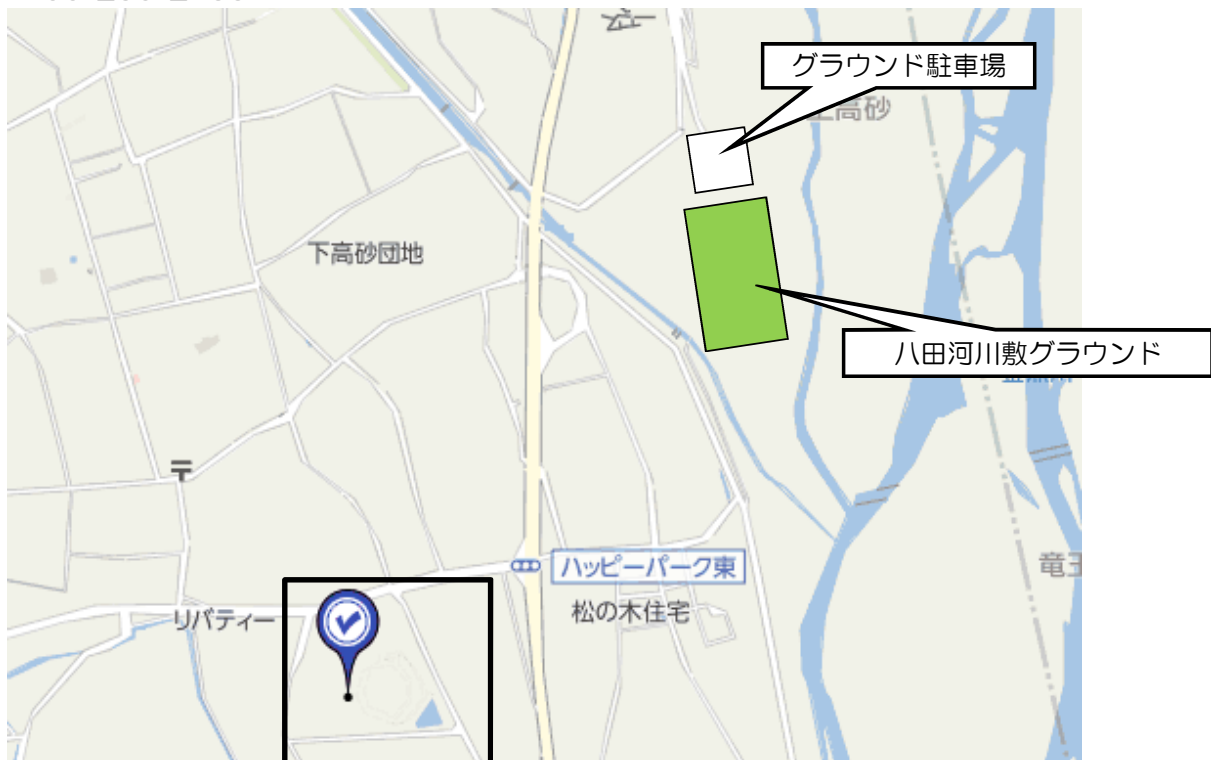 グラウンド駐車場
上高砂
下高砂団地
八田河川敷グラウンド
〒
ハッピーパーク東
竜王
松の木住宅
リバティー